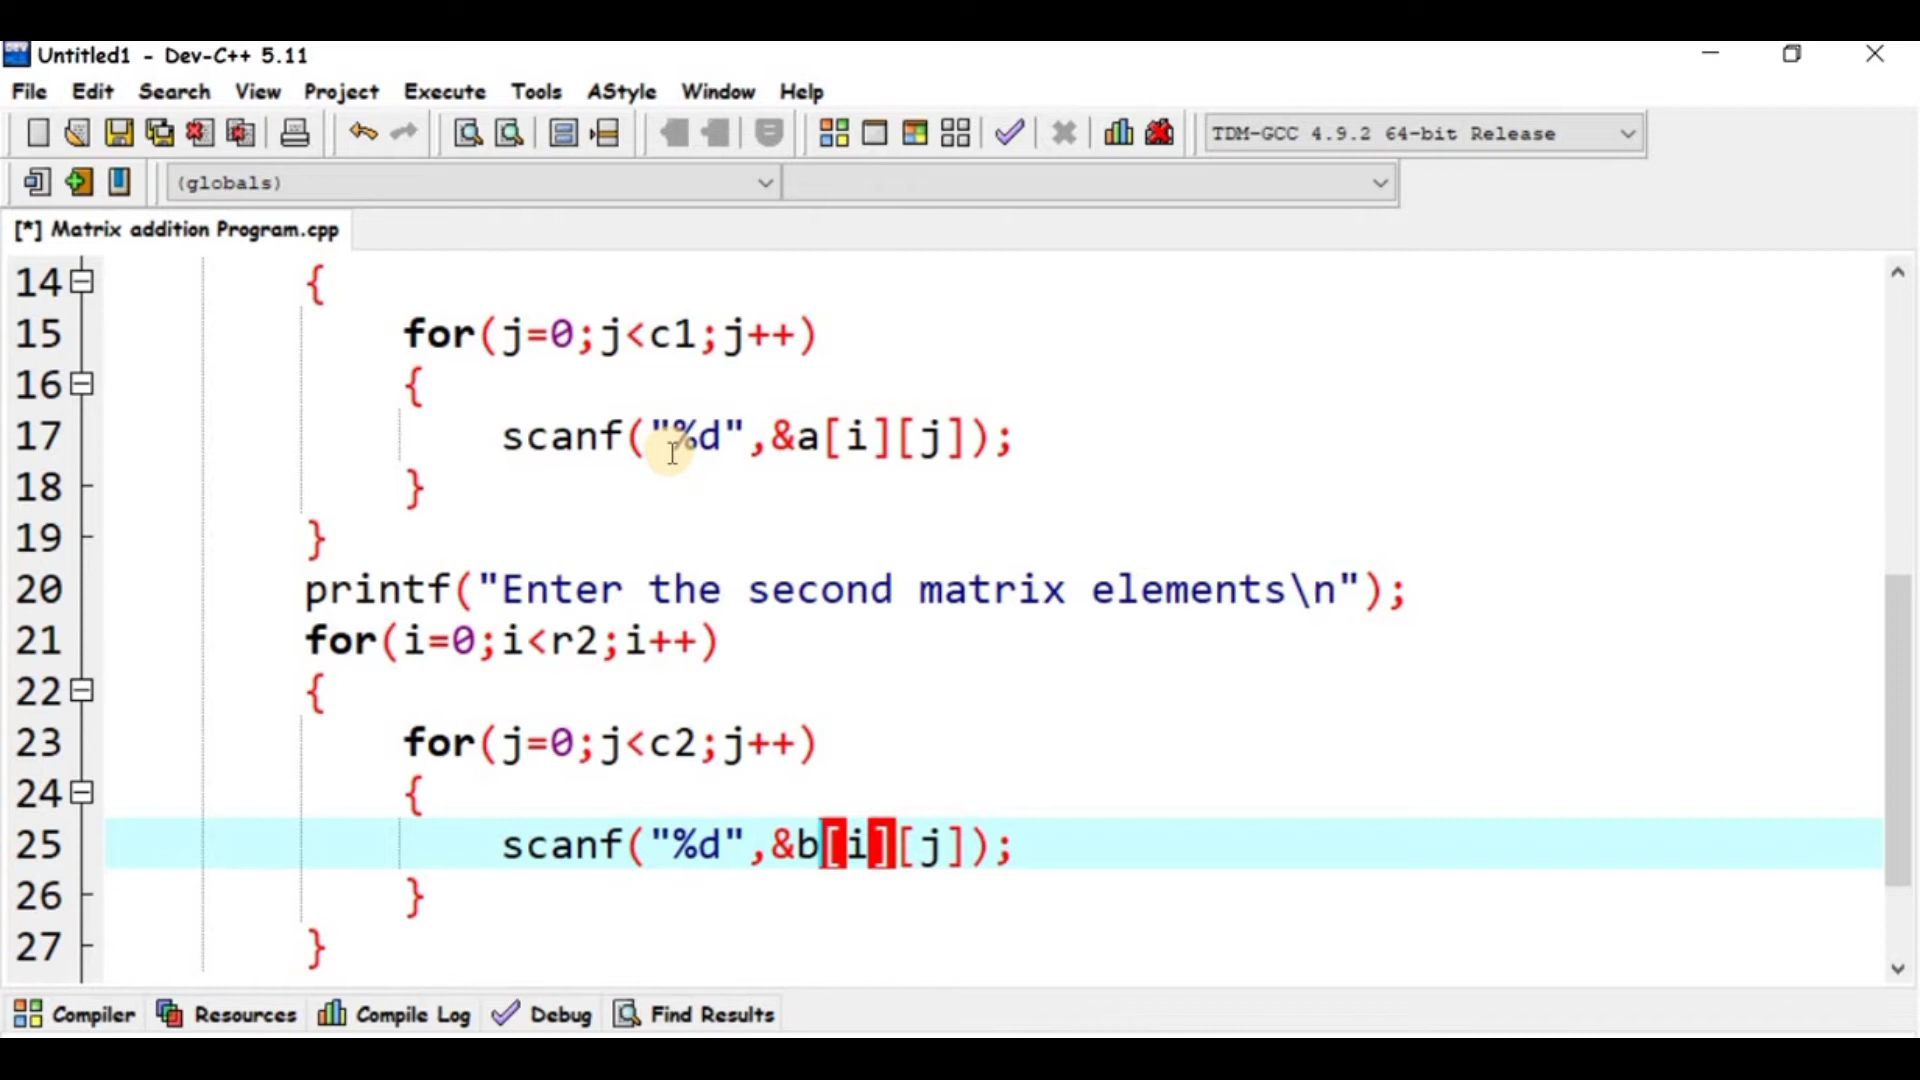 Untitled1 - Dev-C++ 5.11
File Edit Search View Project Execute Tools AStyle Window Help
TDM-GCC 4.9.2 64-bit Release
(globals)
[*] Matrix addition Program.cpp
14 {
15 for(j=0;j<c1;j++)
16 {
17 scanf("%d",&a[i][j]);
18 }
19 }
20 printf("Enter the second matrix elements\n");
21 for(i=0;i<r2;i++)
22 {
23 for(j=0;j<c2;j++)
24 {
25 scanf("%d",&b[i][j]);
26 }
27 }
Compiler Resources Compile Log Debug Find Results